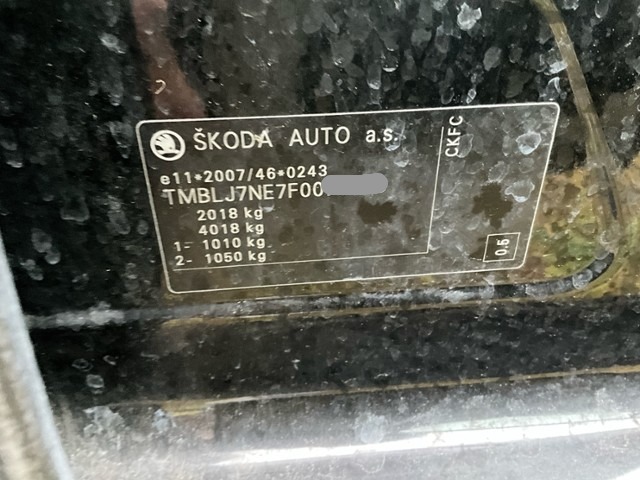 ŠKODA AUTO a.s.
CKFC
e11*2007/46*0243
TMBLJ7NE7F00
2018 kg
4018 kg
1- 1010 kg
2- 1050 kg
0.5